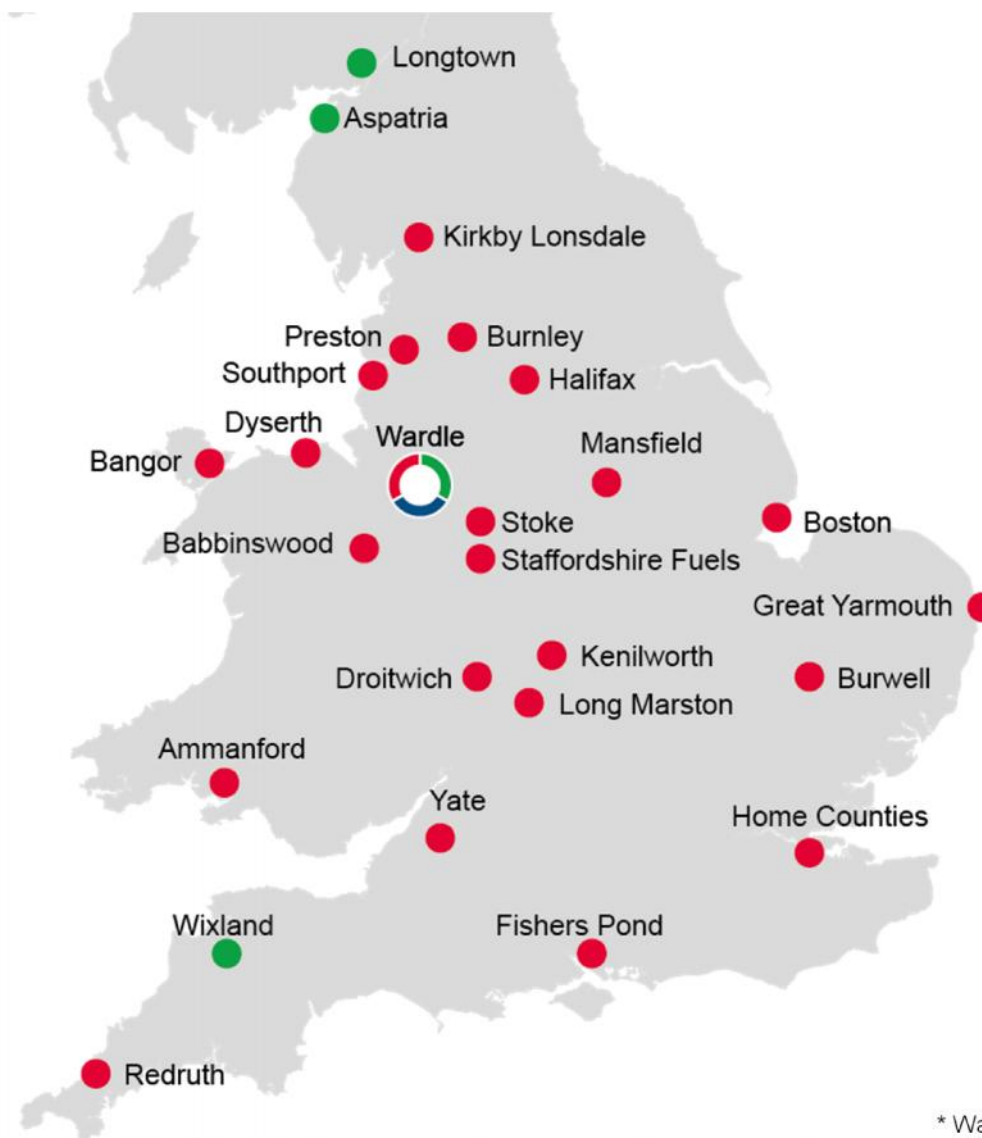 Longtown
Aspatria
Kirkby Lonsdale
Preston
Burnley
Southport
Halifax
Dyserth
Wardle
Mansfield
Bangor
Stoke
Boston
Babbinswood
Staffordshire Fuels
Great Yarmouth
Kenilworth
Droitwich
Burwell
Long Marston
Ammanford
Yate
Home Counties
Wixland
Fishers Pond
Redruth
* Wa